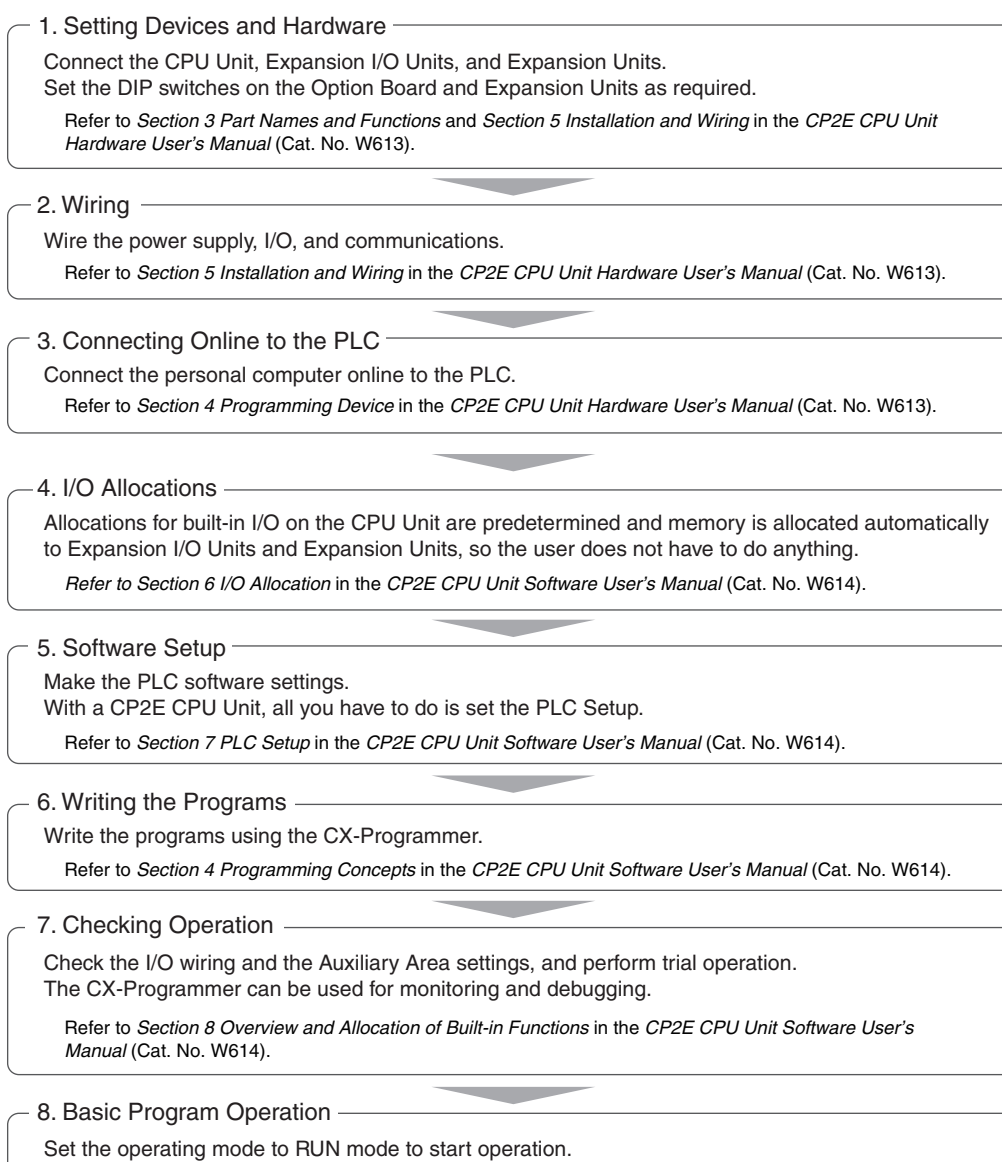 1. Setting Devices and Hardware
Connect the CPU Unit, Expansion I/O Units, and Expansion Units.
Set the DIP switches on the Option Board and Expansion Units as required.
Refer to Section 3 Part Names and Functions and Section 5 Installation and Wiring in the CP2E CPU Unit
Hardware User's Manual (Cat. No. W613).
2. Wiring
Wire the power supply, I/O, and communications.
Refer to Section 5 Installation and Wiring in the CP2E CPU Unit Hardware User's Manual (Cat. No. W613).
3. Connecting Online to the PLC
Connect the personal computer online to the PLC.
Refer to Section 4 Programming Device in the CP2E CPU Unit Hardware User's Manual (Cat. No. W613).
4. I/O Allocations
Allocations for built-in I/O on the CPU Unit are predetermined and memory is allocated automatically
to Expansion I/O Units and Expansion Units, so the user does not have to do anything.
Refer to Section 6 I/O Allocation in the CP2E CPU Unit Software User's Manual (Cat. No. W614).
5. Software Setup
Make the PLC software settings.
With a CP2E CPU Unit, all you have to do is set the PLC Setup.
Refer to Section 7 PLC Setup in the CP2E CPU Unit Software User's Manual (Cat. No. W614).
6. Writing the Programs
Write the programs using the CX-Programmer.
Refer to Section 4 Programming Concepts in the CP2E CPU Unit Software User's Manual (Cat. No. W614).
7. Checking Operation
Check the I/O wiring and the Auxiliary Area settings, and perform trial operation.
The CX-Programmer can be used for monitoring and debugging.
Refer to Section 8 Overview and Allocation of Built-in Functions in the CP2E CPU Unit Software User's
Manual (Cat. No. W614).
8. Basic Program Operation
Set the operating mode to RUN mode to start operation.